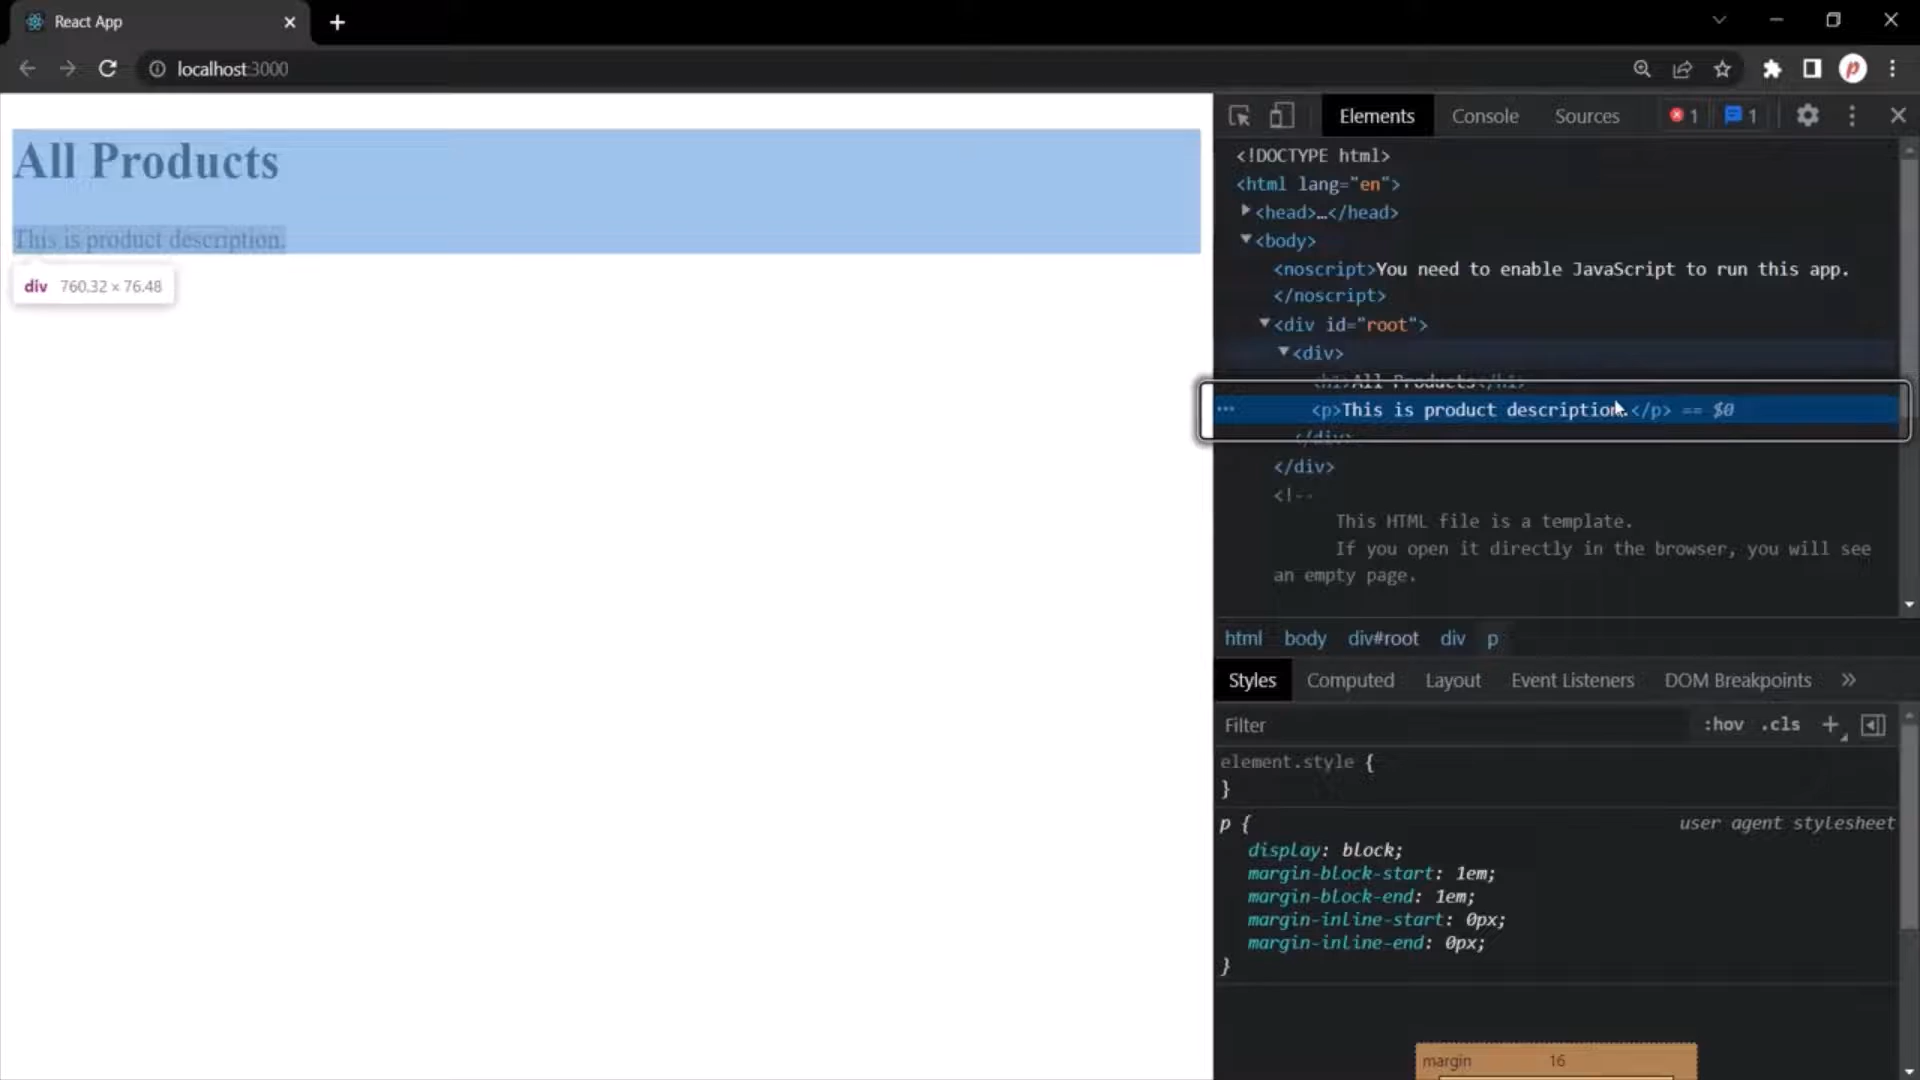 React App
localhost:3000
All Products
This is product description.
div 760.32 × 76.48
Elements Console Sources 1 1
<!DOCTYPE html>
<html lang="en">
<head>…</head>
<body>
<noscript>You need to enable JavaScript to run this app.
</noscript>
<div id="root">
<div>
<h1>All Products</h1>
<p>This is product description.</p> == $0
</div>
</div>
<!--
This HTML file is a template.
If you open it directly in the browser, you will see
an empty page.
html body div#root div p
Styles Computed Layout Event Listeners DOM Breakpoints »
Filter :hov .cls +
element.style {
}
p { user agent stylesheet
display: block;
margin-block-start: 1em;
margin-block-end: 1em;
margin-inline-start: 0px;
margin-inline-end: 0px;
}
margin 16